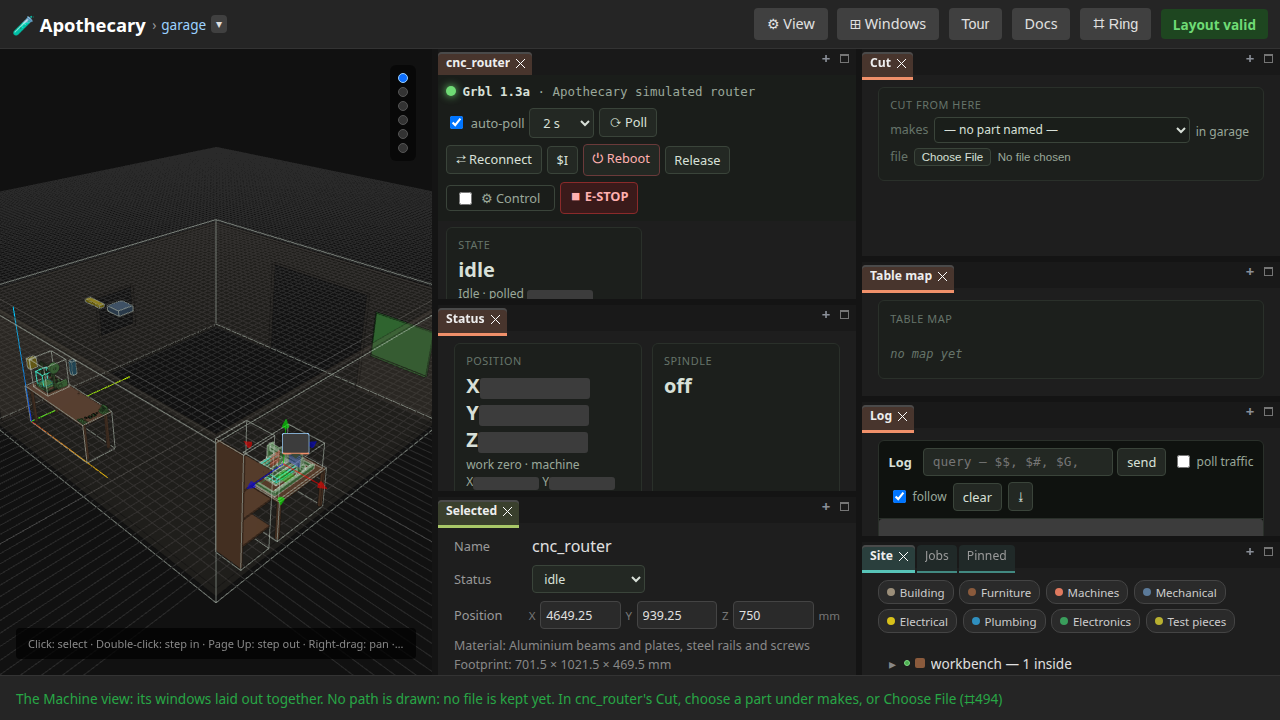 🧪 Apothecary › garage ▾
⚙ View
⊞ Windows
Tour
Docs
⌗ Ring
Layout valid
Click: select · Double-click: step in · Page Up: step out · Right-drag: pan ·…
cnc_router
Grbl 1.3a · Apothecary simulated router
auto-poll 2 s ⟳ Poll
⇄ Reconnect $I ⏻ Reboot Release
⚙ Control ■ E-STOP
STATE
idle
Idle · polled
Status
POSITION
X
Y
Z
work zero · machine
X Y
SPINDLE
off
Selected
Name cnc_router
Status idle
Position X 4649.25 Y 939.25 Z 750 mm
Material: Aluminium beams and plates, steel rails and screws
Footprint: 701.5 × 1021.5 × 469.5 mm
Cut
CUT FROM HERE
makes — no part named — in garage
file Choose File No file chosen
Table map
TABLE MAP
no map yet
Log
Log query — $$, $#, $G, send poll traffic
follow clear ⭳
Site Jobs Pinned
Building Furniture Machines Mechanical
Electrical Plumbing Electronics Test pieces
▸ workbench — 1 inside
The Machine view: its windows laid out together. No path is drawn: no file is kept yet. In cnc_router's Cut, choose a part under makes, or Choose File (⌗494)